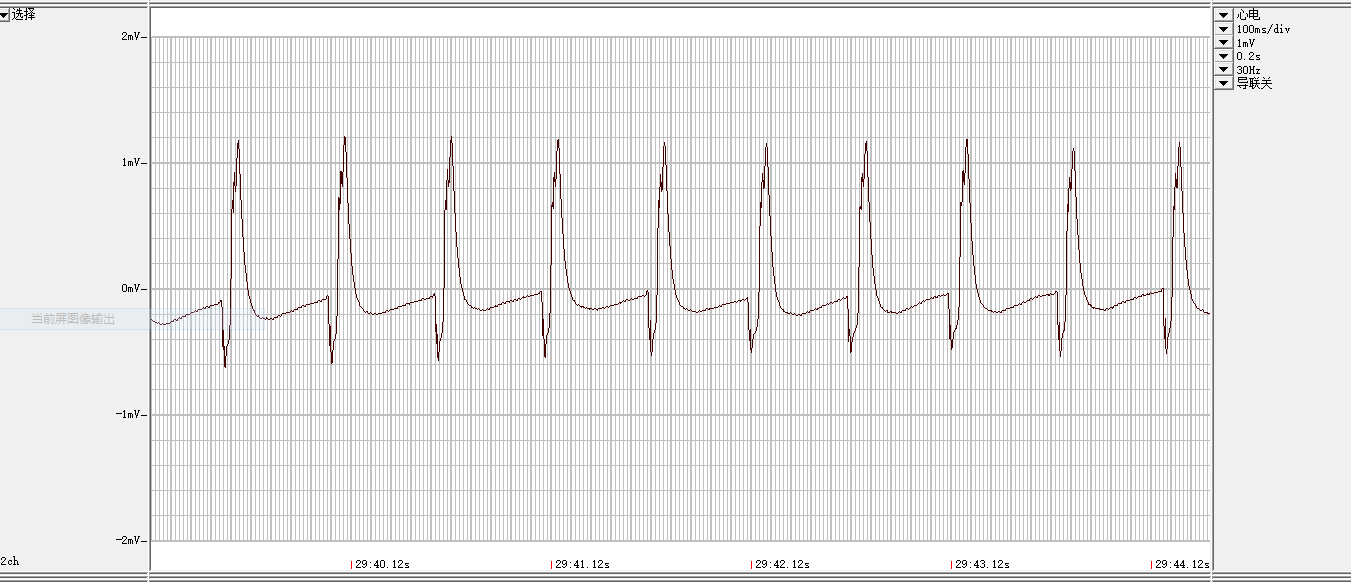 选择
心电
100ms/div
1mV
0.2s
30Hz
导联关
2mV
1mV
0mV
当前屏图像输出
-1mV
-2mV
2ch
29:40.12s
29:41.12s
29:42.12s
29:43.12s
29:44.12s